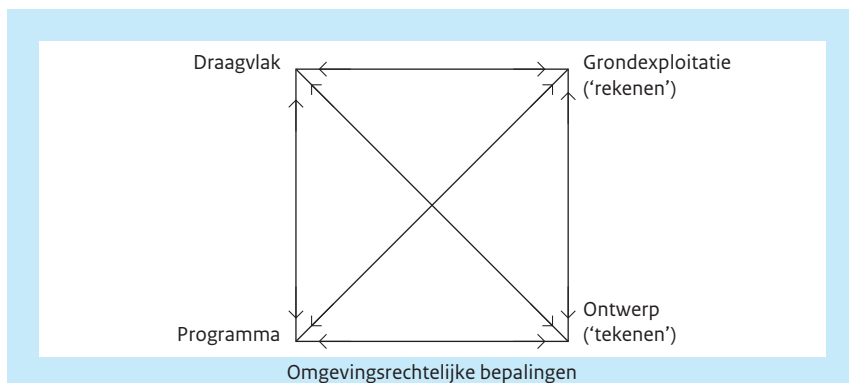 Draagvlak
Grondexploitatie
(‘rekenen’)
Programma
Ontwerp
(‘tekenen’)
Omgevingsrechtelijke bepalingen